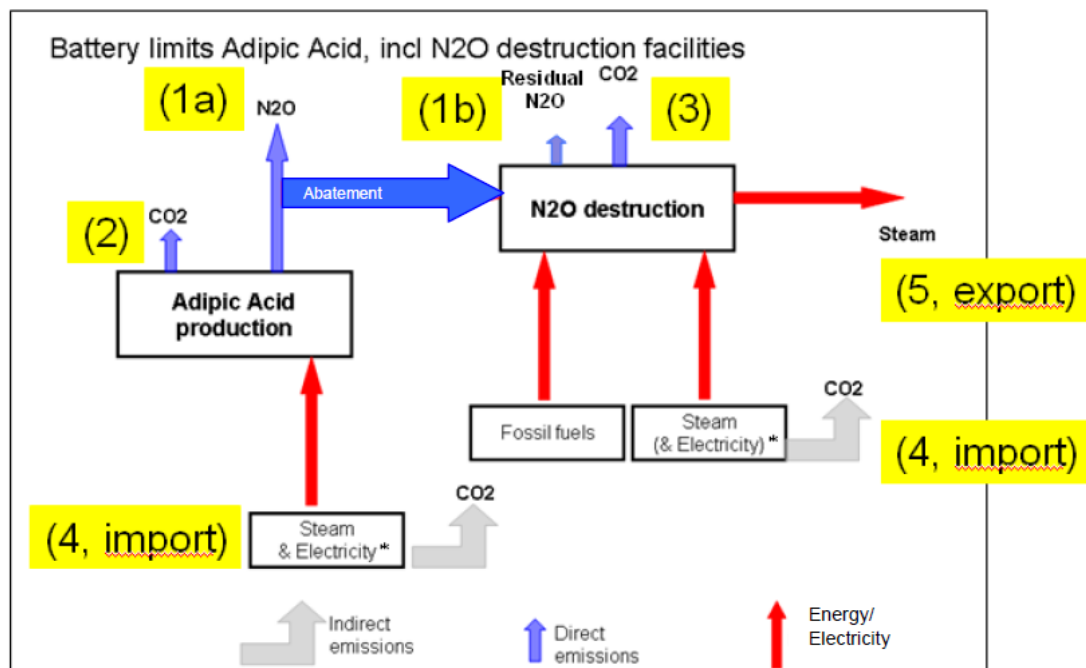 Battery limits Adipic Acid, incl N2O destruction facilities
(1a)
N2O
(1b)
Residual
N2O
CO2
(3)
Abatement
N2O destruction
Steam
(2)
CO2
(5, export)
Adipic Acid
production
CO2
Fossil fuels
Steam
(& Electricity)*
(4, import)
CO2
(4, import)
Steam
& Electricity*
Indirect
emissions
Direct
emissions
Energy/
Electricity